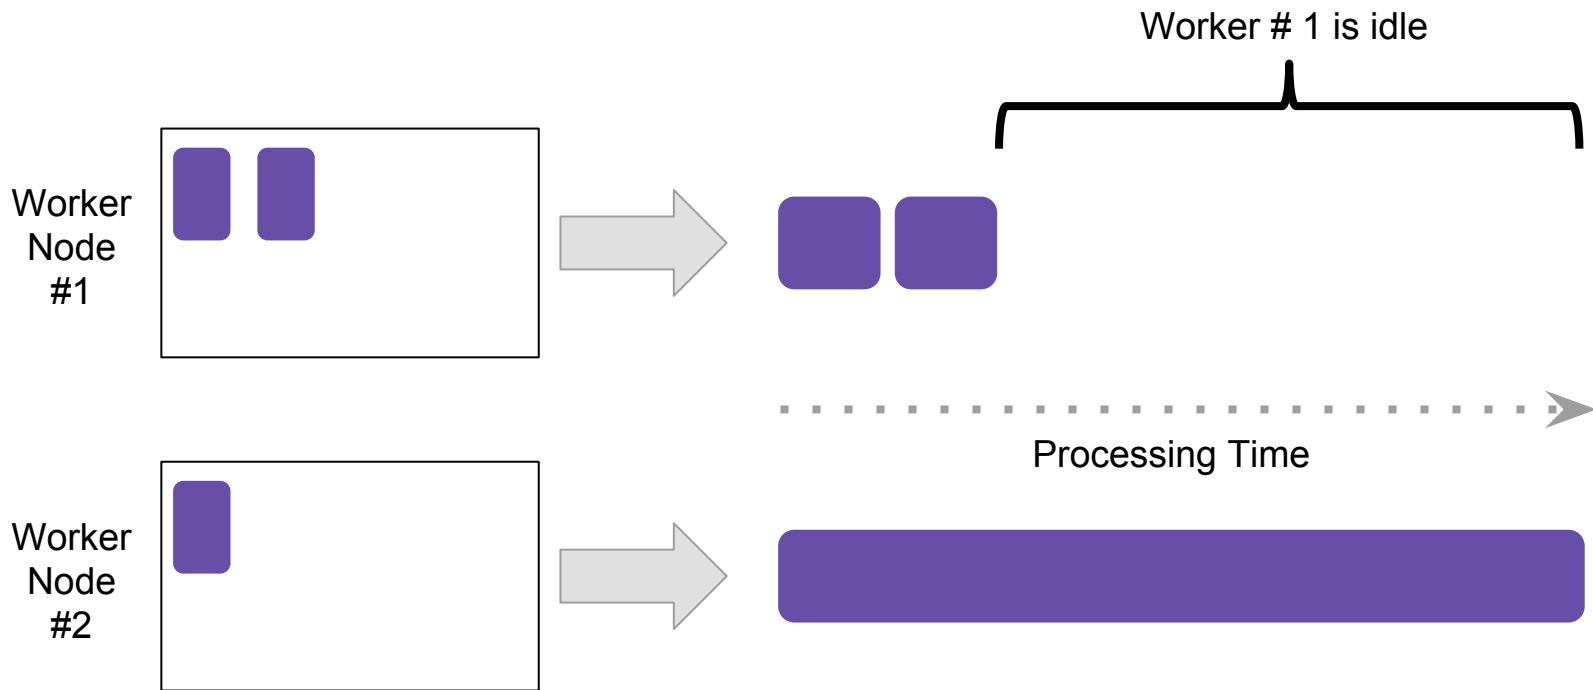 Worker # 1 is idle
Worker
Node
#1
Processing Time
Worker
Node
#2